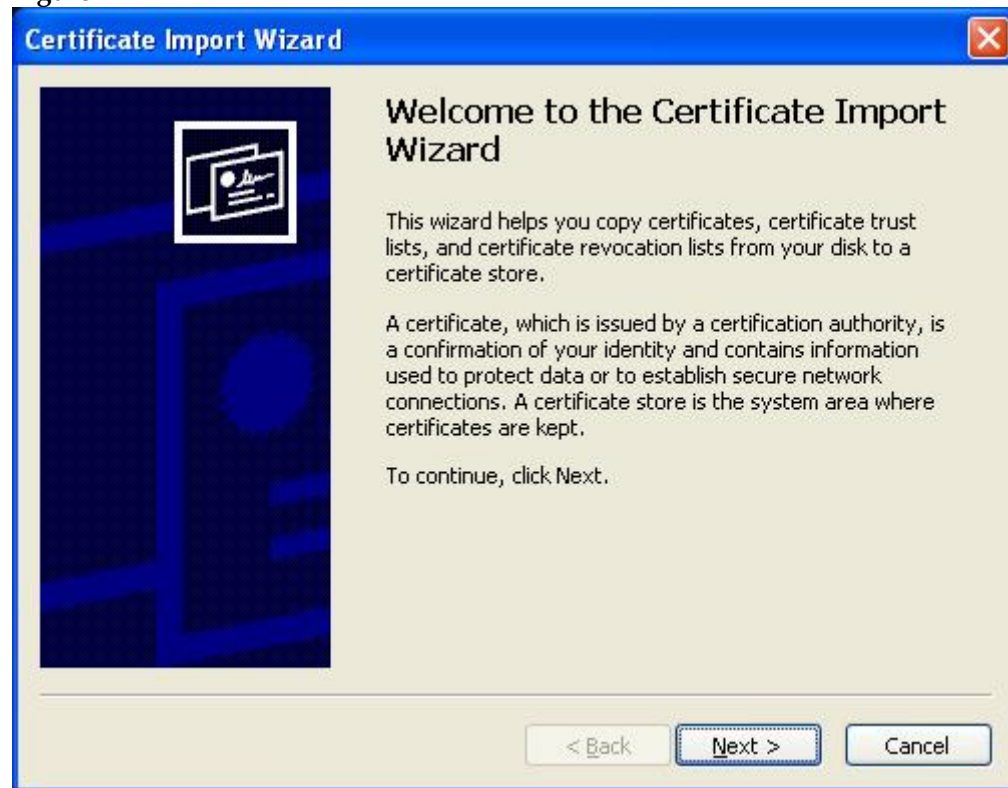 Certificate Import Wizard
Welcome to the Certificate Import
Wizard
This wizard helps you copy certificates, certificate trust
lists, and certificate revocation lists from your disk to a
certificate store.
A certificate, which is issued by a certification authority, is
a confirmation of your identity and contains information
used to protect data or to establish secure network
connections. A certificate store is the system area where
certificates are kept.
To continue, click Next.
< Back
Next >
Cancel